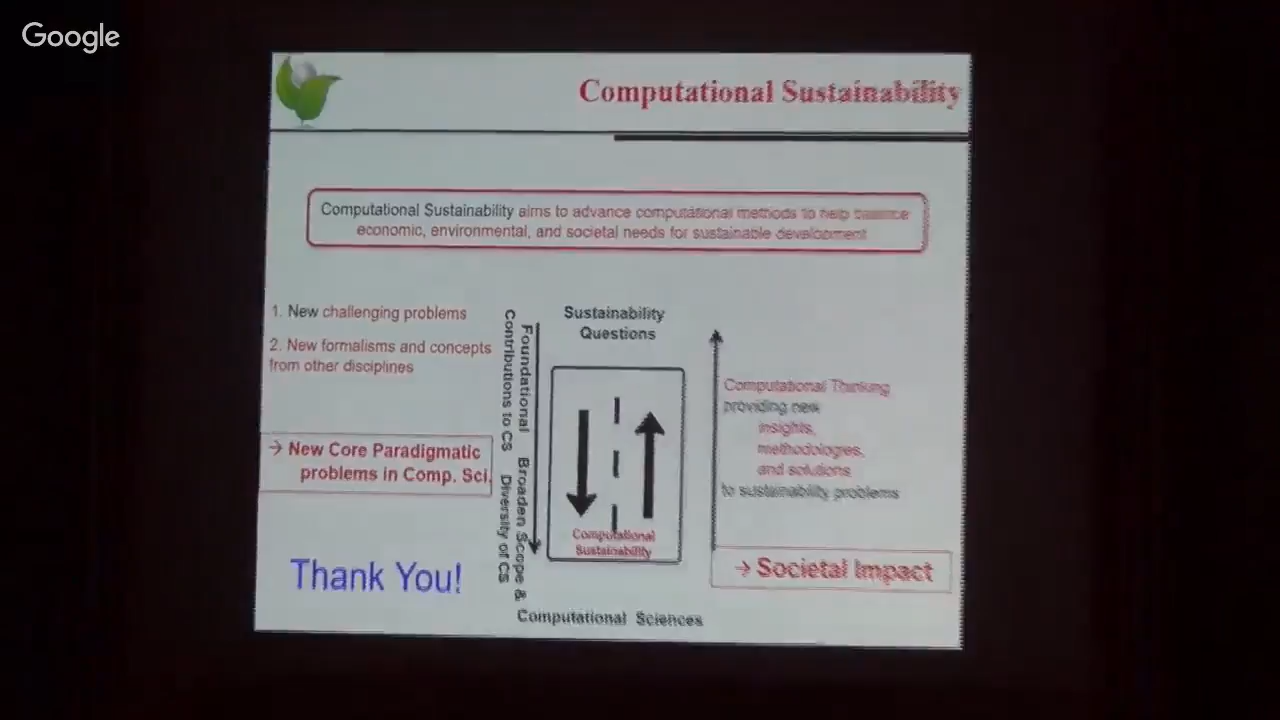 Google
Computational Sustainability
Computational Sustainability aims to advance computational methods to help balance
economic, environmental, and societal needs for sustainable development
1. New challenging problems
2. New formalisms and concepts
from other disciplines
→ New Core Paradigmatic
problems in Comp. Sci.
Thank You!
Foundational Broaden Scope &
Contributions to CS Diversity of CS
Sustainability
Questions
Computational
Sustainability
Computational Sciences
Computational Thinking
providing new
insights,
methodologies,
and solutions
to sustainability problems
→ Societal Impact